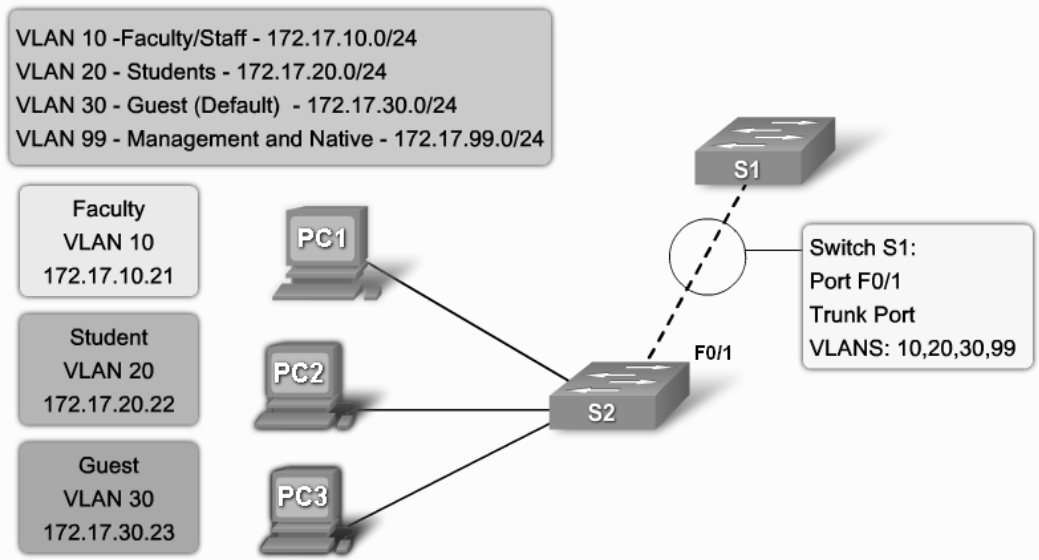 VLAN 10 -Faculty/Staff - 172.17.10.0/24
VLAN 20 - Students - 172.17.20.0/24
VLAN 30 - Guest (Default) - 172.17.30.0/24
VLAN 99 - Management and Native - 172.17.99.0/24
S1
Faculty
VLAN 10
172.17.10.21
PC1
Switch S1:
Port F0/1
Trunk Port
VLANS: 10,20,30,99
Student
VLAN 20
172.17.20.22
PC2
F0/1
S2
Guest
VLAN 30
172.17.30.23
PC3